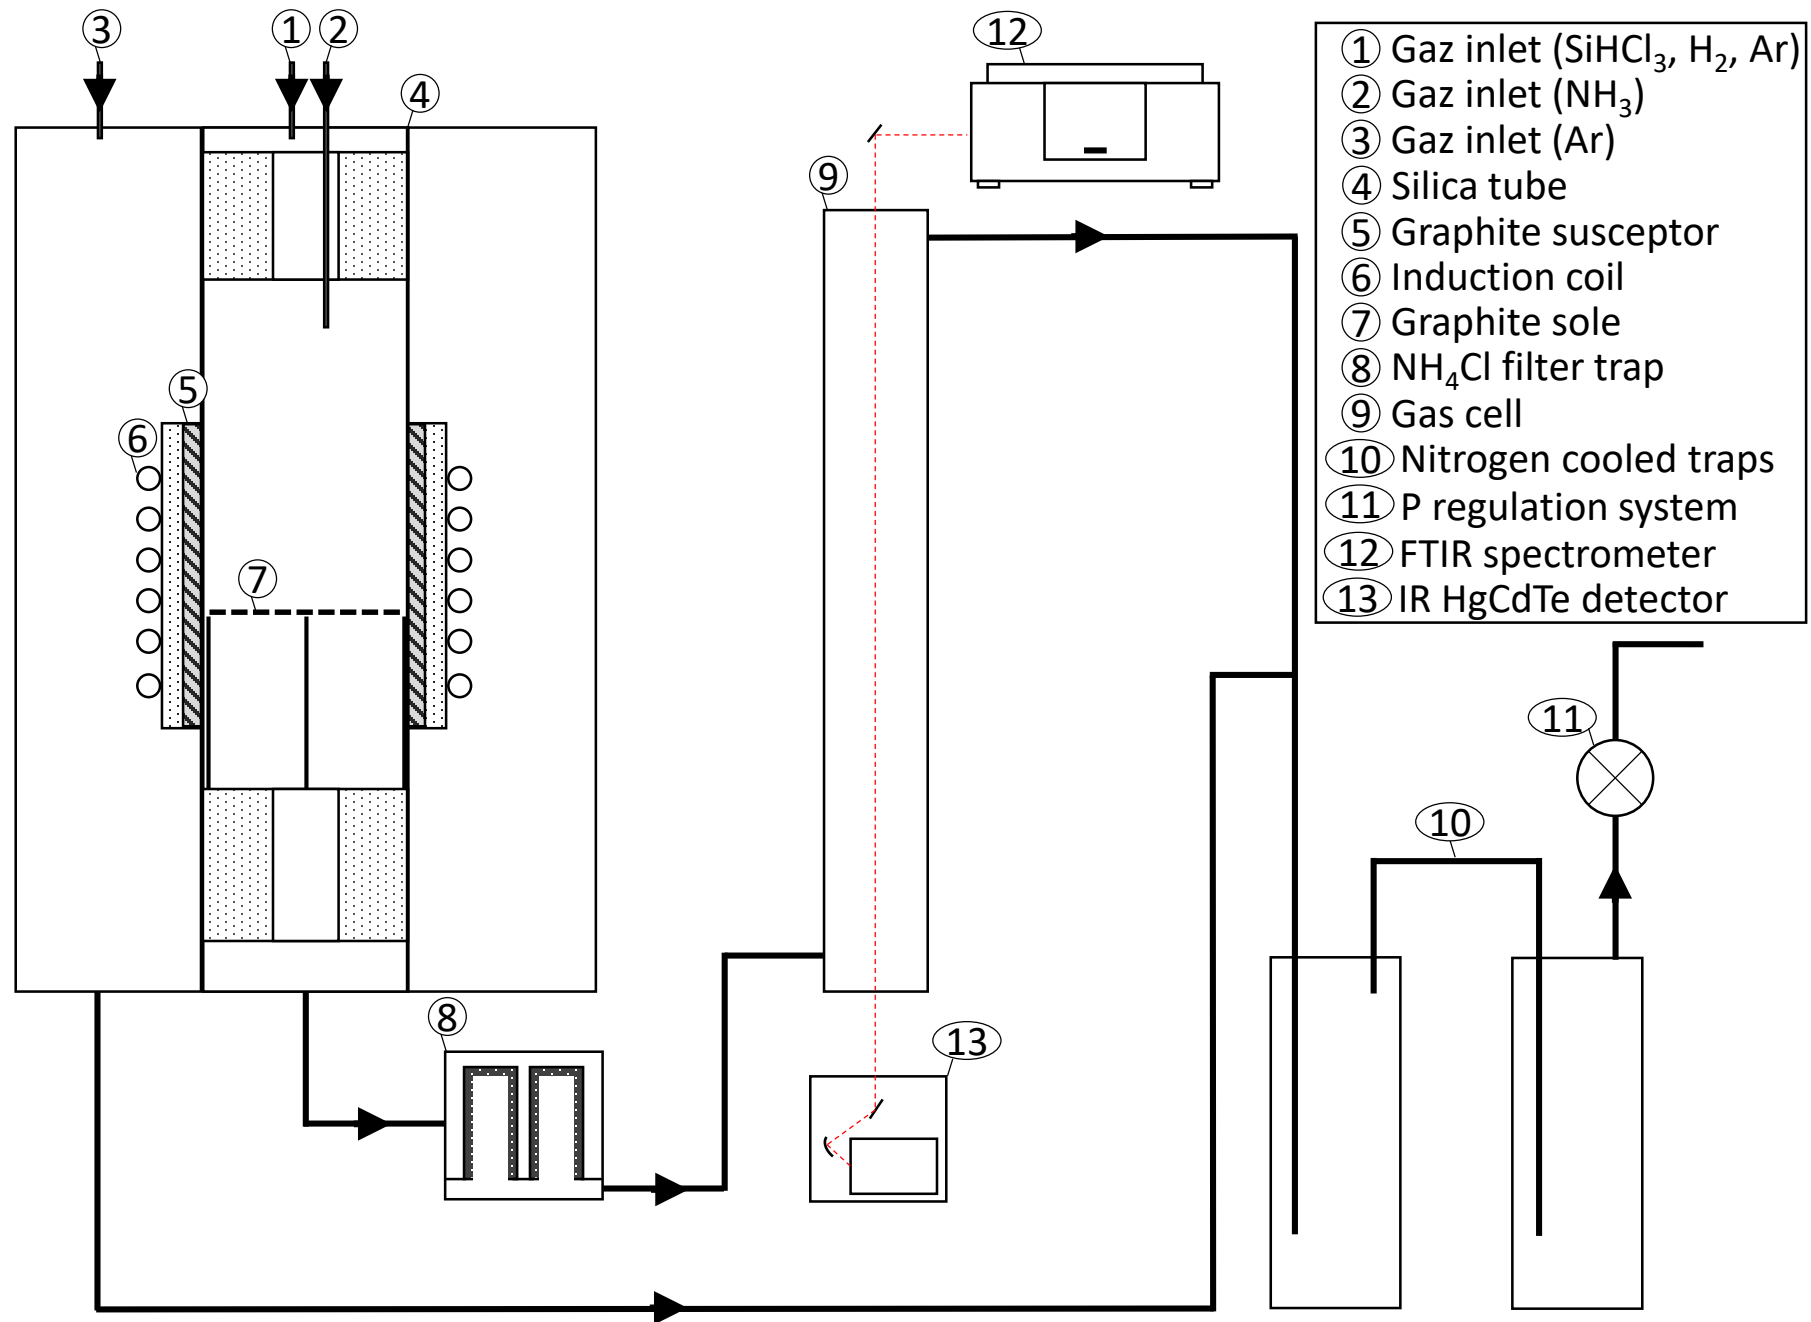 3
1
2
4
12
9
5
6
7
8
13
10
11
1 Gaz inlet (SiHCl₃, H₂, Ar)
2 Gaz inlet (NH₃)
3 Gaz inlet (Ar)
4 Silica tube
5 Graphite susceptor
6 Induction coil
7 Graphite sole
8 NH₄Cl filter trap
9 Gas cell
10 Nitrogen cooled traps
11 P regulation system
12 FTIR spectrometer
13 IR HgCdTe detector